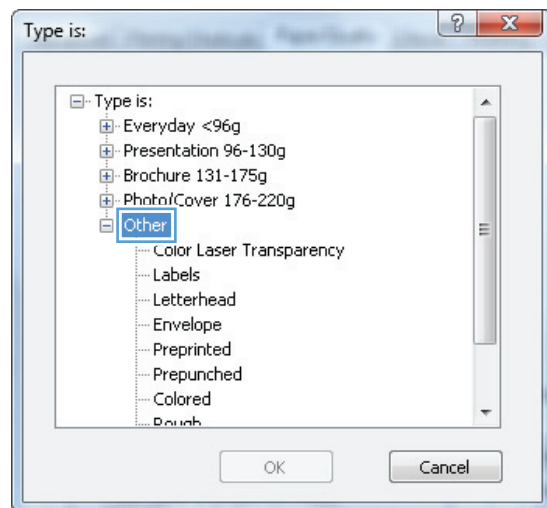 Type is:
Type is:
Everyday <96g
Presentation 96-130g
Brochure 131-175g
Photo/Cover 176-220g
Other
Color Laser Transparency
Labels
Letterhead
Envelope
Preprinted
Prepunched
Colored
Rough
OK
Cancel